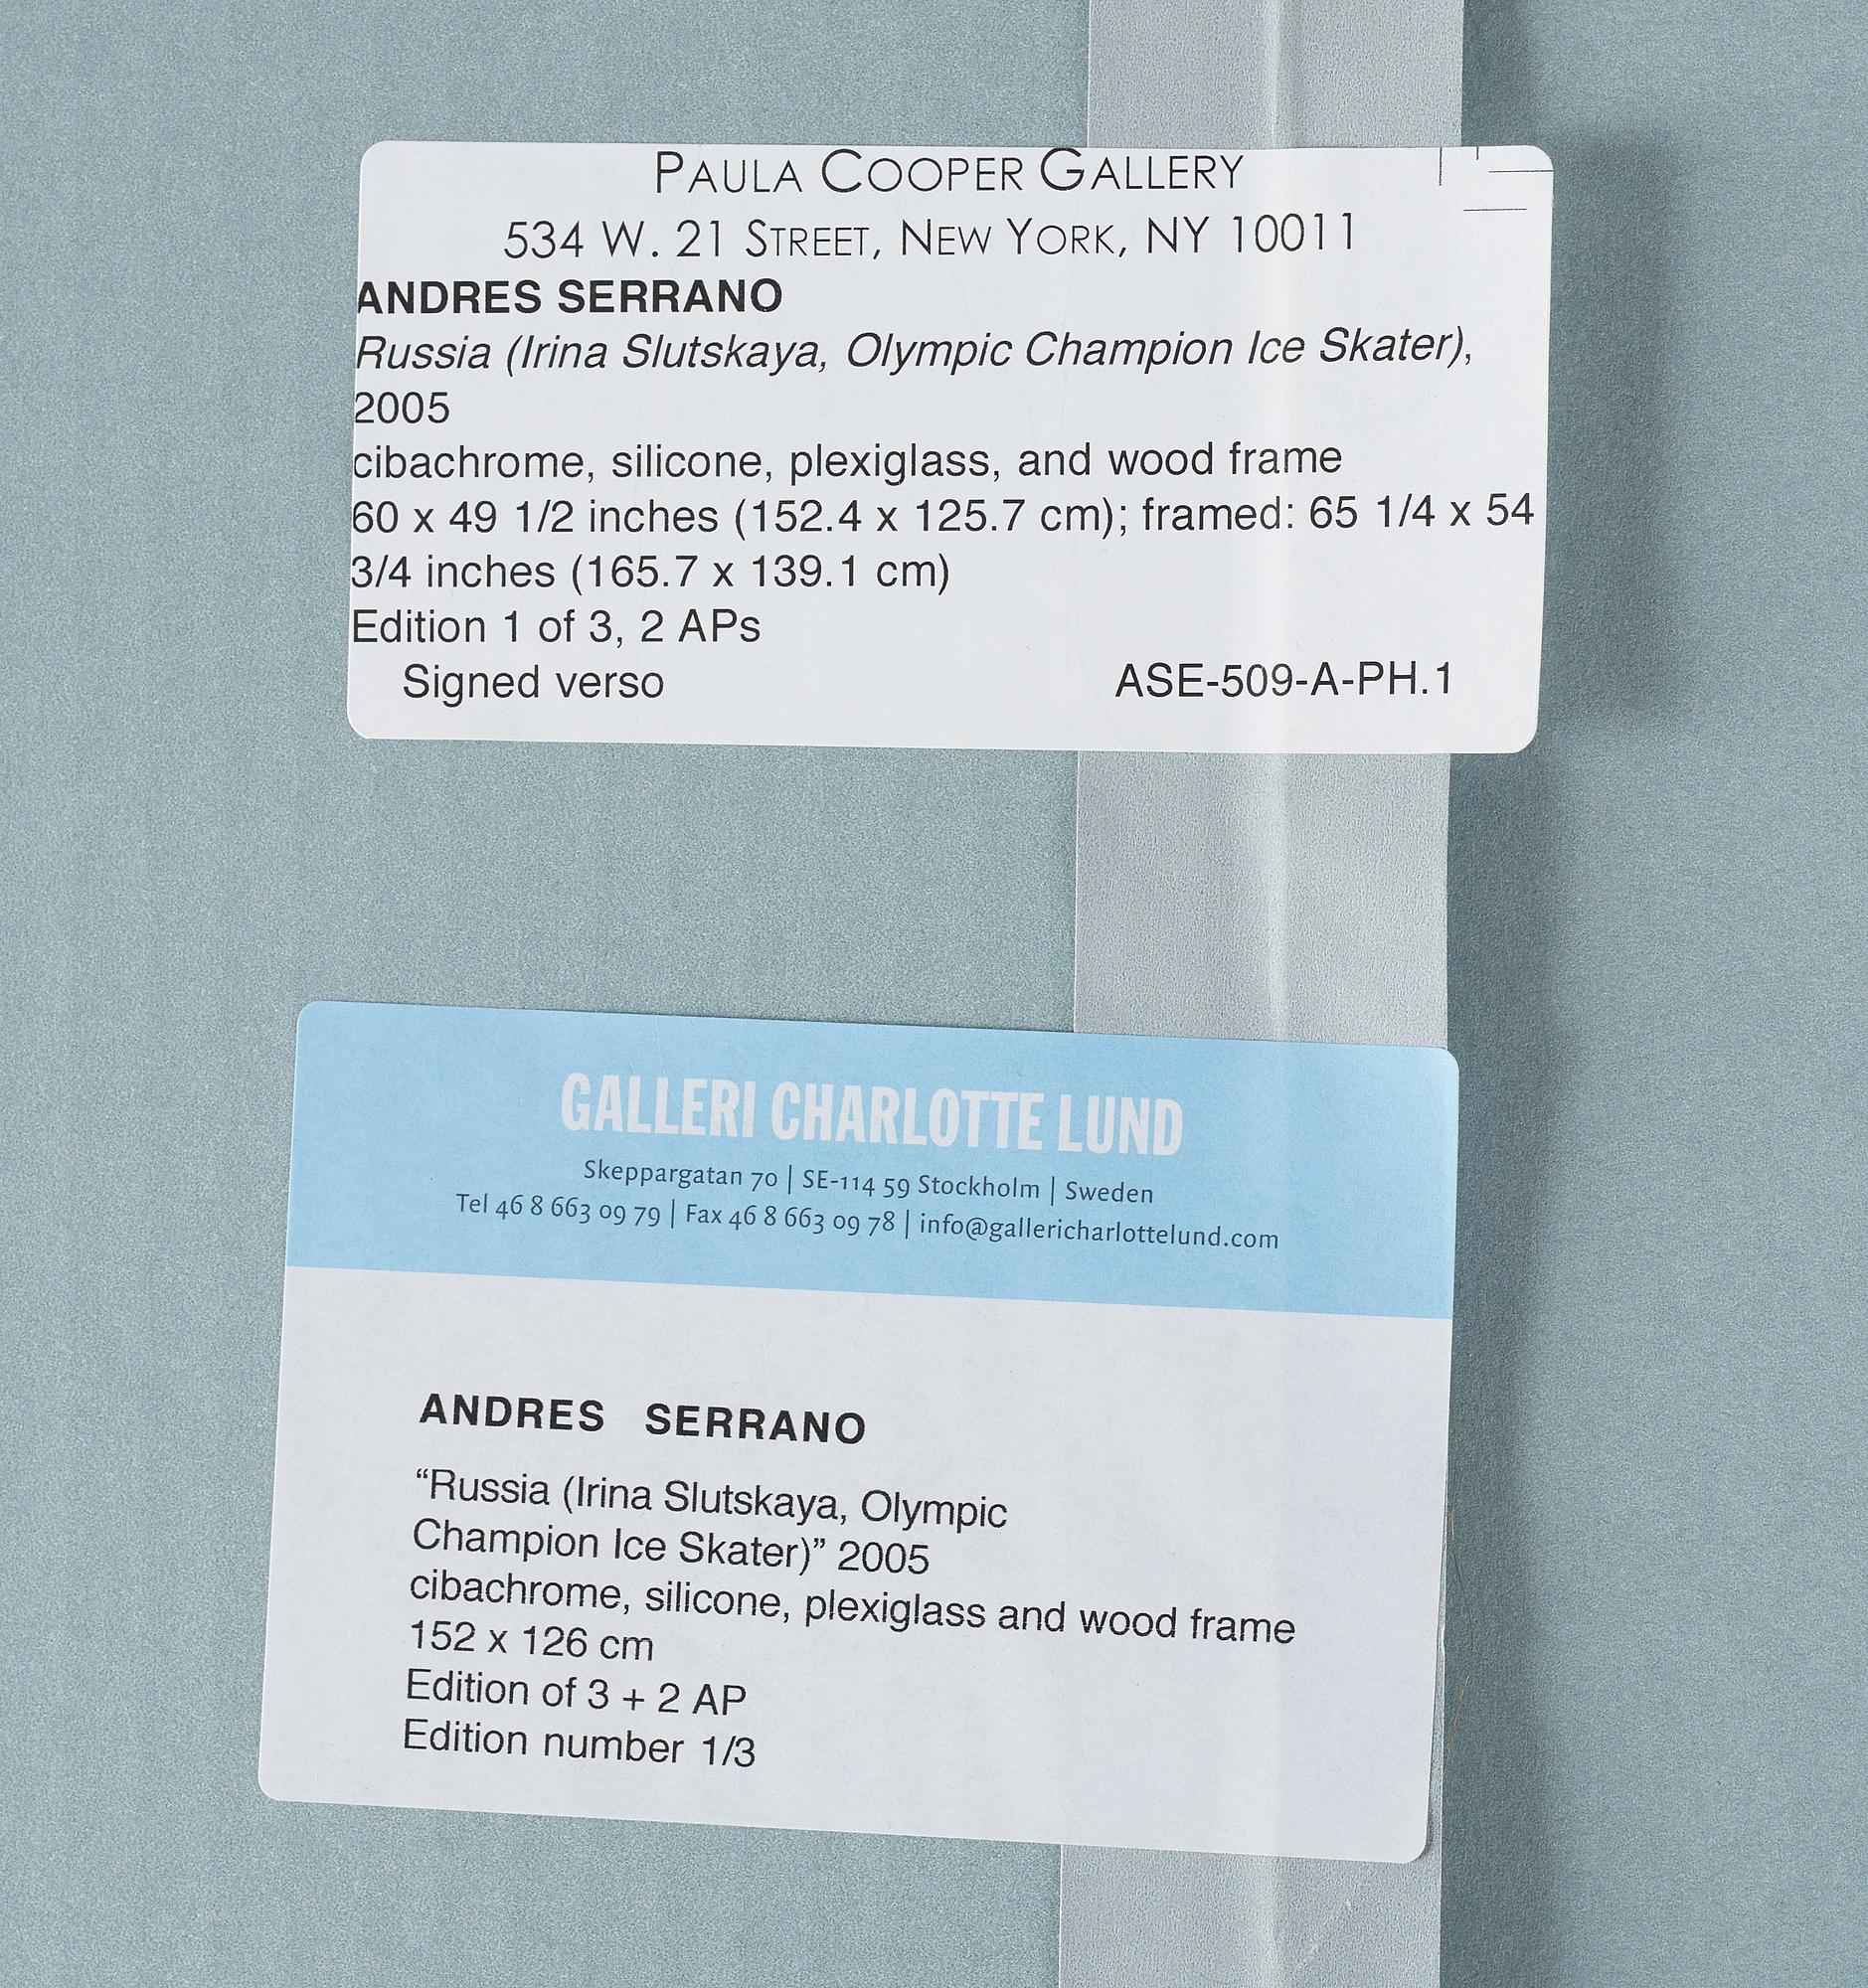 PAULA COOPER GALLERY
534 W. 21 STREET, NEW YORK, NY 10011
ANDRES SERRANO
Russia (Irina Slutskaya, Olympic Champion Ice Skater),
2005
cibachrome, silicone, plexiglass, and wood frame
60 x 49 1/2 inches (152.4 x 125.7 cm); framed: 65 1/4 x 54
3/4 inches (165.7 x 139.1 cm)
Edition 1 of 3, 2 APs
Signed verso ASE-509-A-PH.1
GALLERI CHARLOTTE LUND
Skeppargatan 70 | SE-114 59 Stockholm | Sweden
Tel 46 8 663 09 79 | Fax 46 8 663 09 78 | info@gallericharlottelund.com
ANDRES SERRANO
“Russia (Irina Slutskaya, Olympic
Champion Ice Skater)” 2005
cibachrome, silicone, plexiglass and wood frame
152 x 126 cm
Edition of 3 + 2 AP
Edition number 1/3